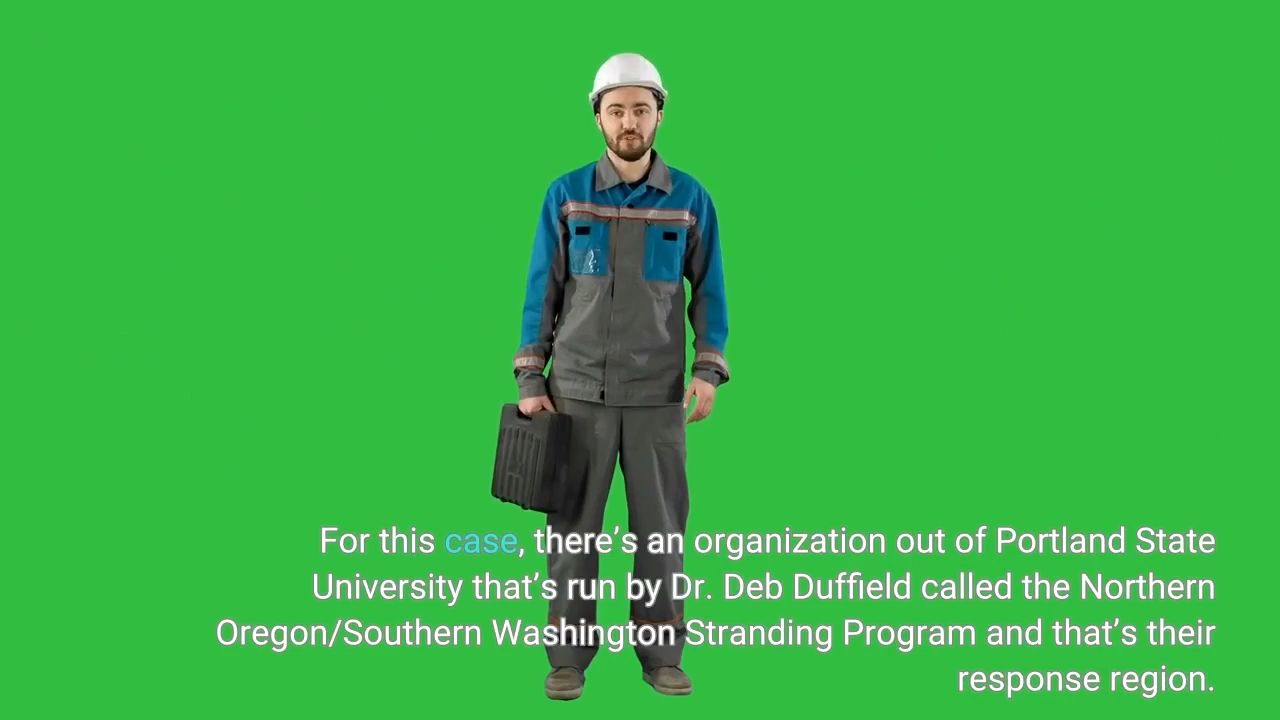 For this case, there’s an organization out of Portland State
University that’s run by Dr. Deb Duffield called the Northern
Oregon/Southern Washington Stranding Program and that’s their
response region.